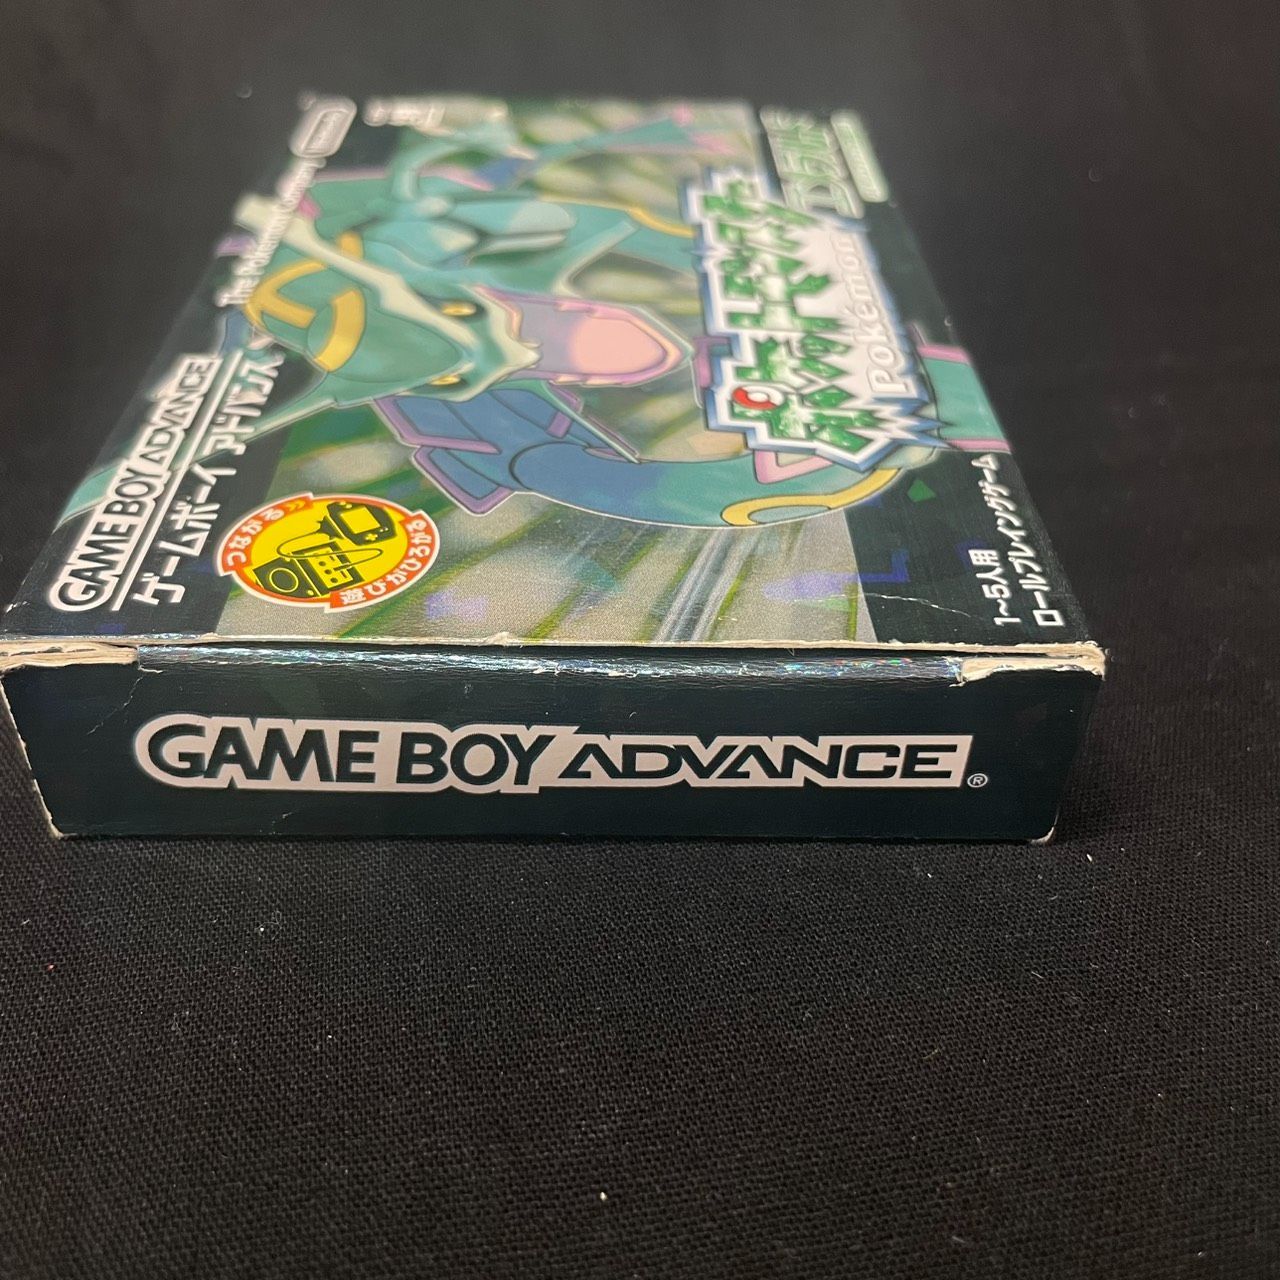 GAME BOY ADVANCE
ゲームボーイ アドバンス
The Pokémon Company
Nintendo
ポケットモンスター
Pokémon
エメラルド
つながる
遊びがひろがる
1~5人用
ロールプレイングゲーム
GAME BOY ADVANCE®